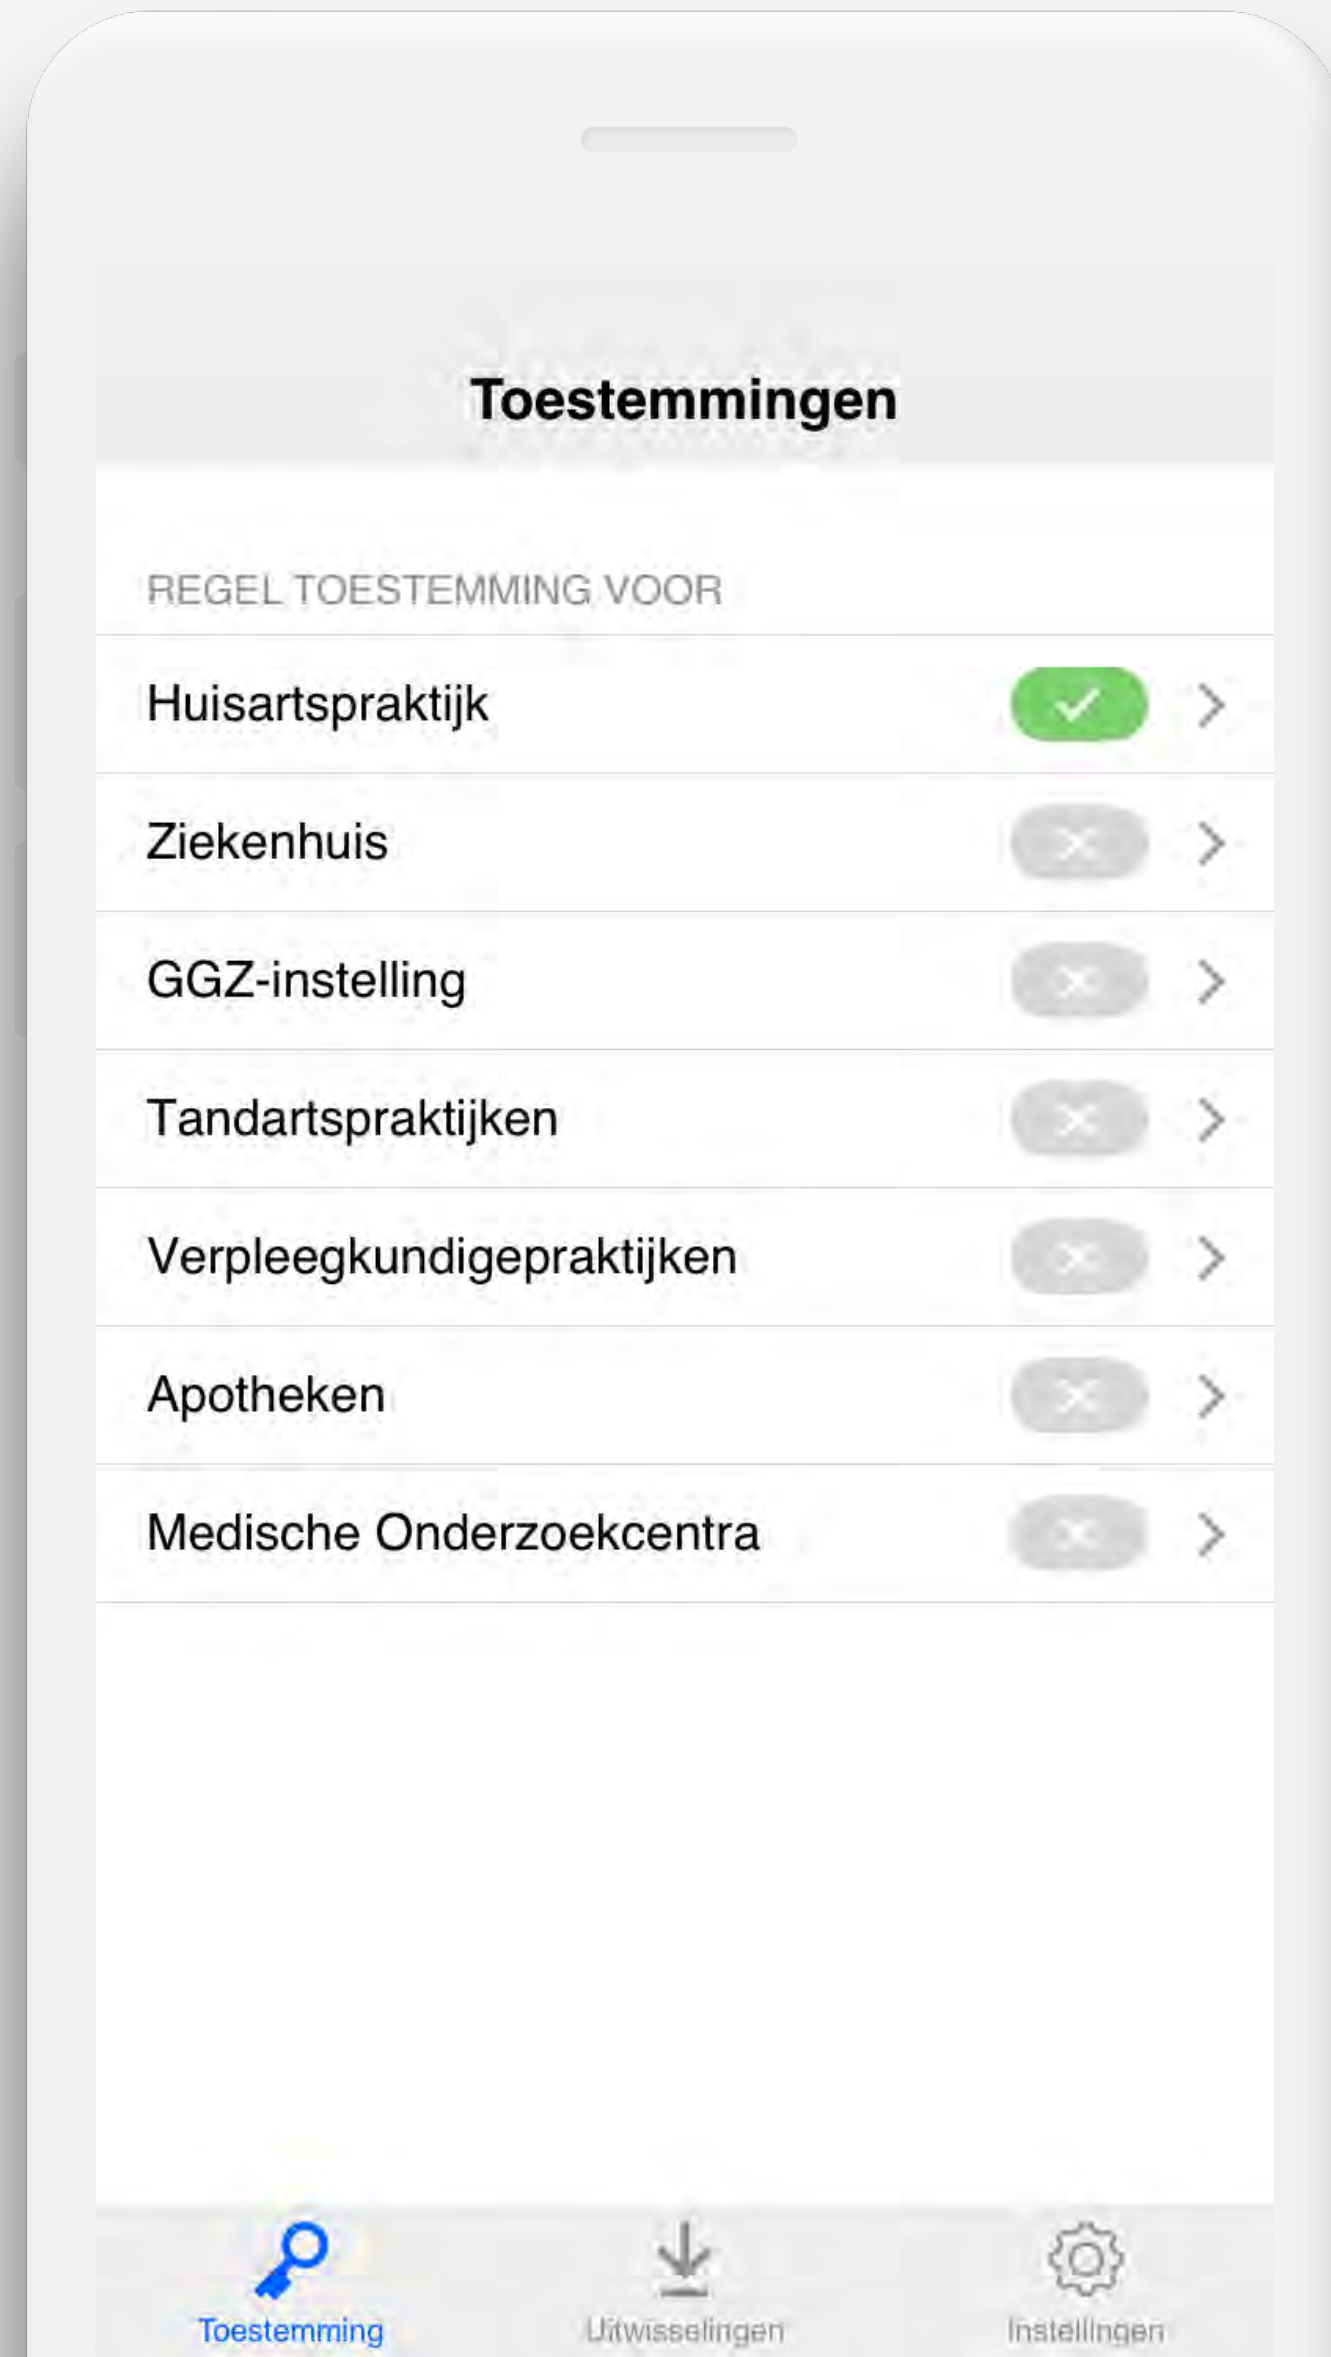 Toestemmingen
REGEL TOESTEMMING VOOR
Huisartspraktijk
Ziekenhuis
GGZ-instelling
Tandartspraktijken
Verpleegkundigepraktijken
Apotheken
Medische Onderzoekcentra
Toestemming Uitwisselingen Instellingen